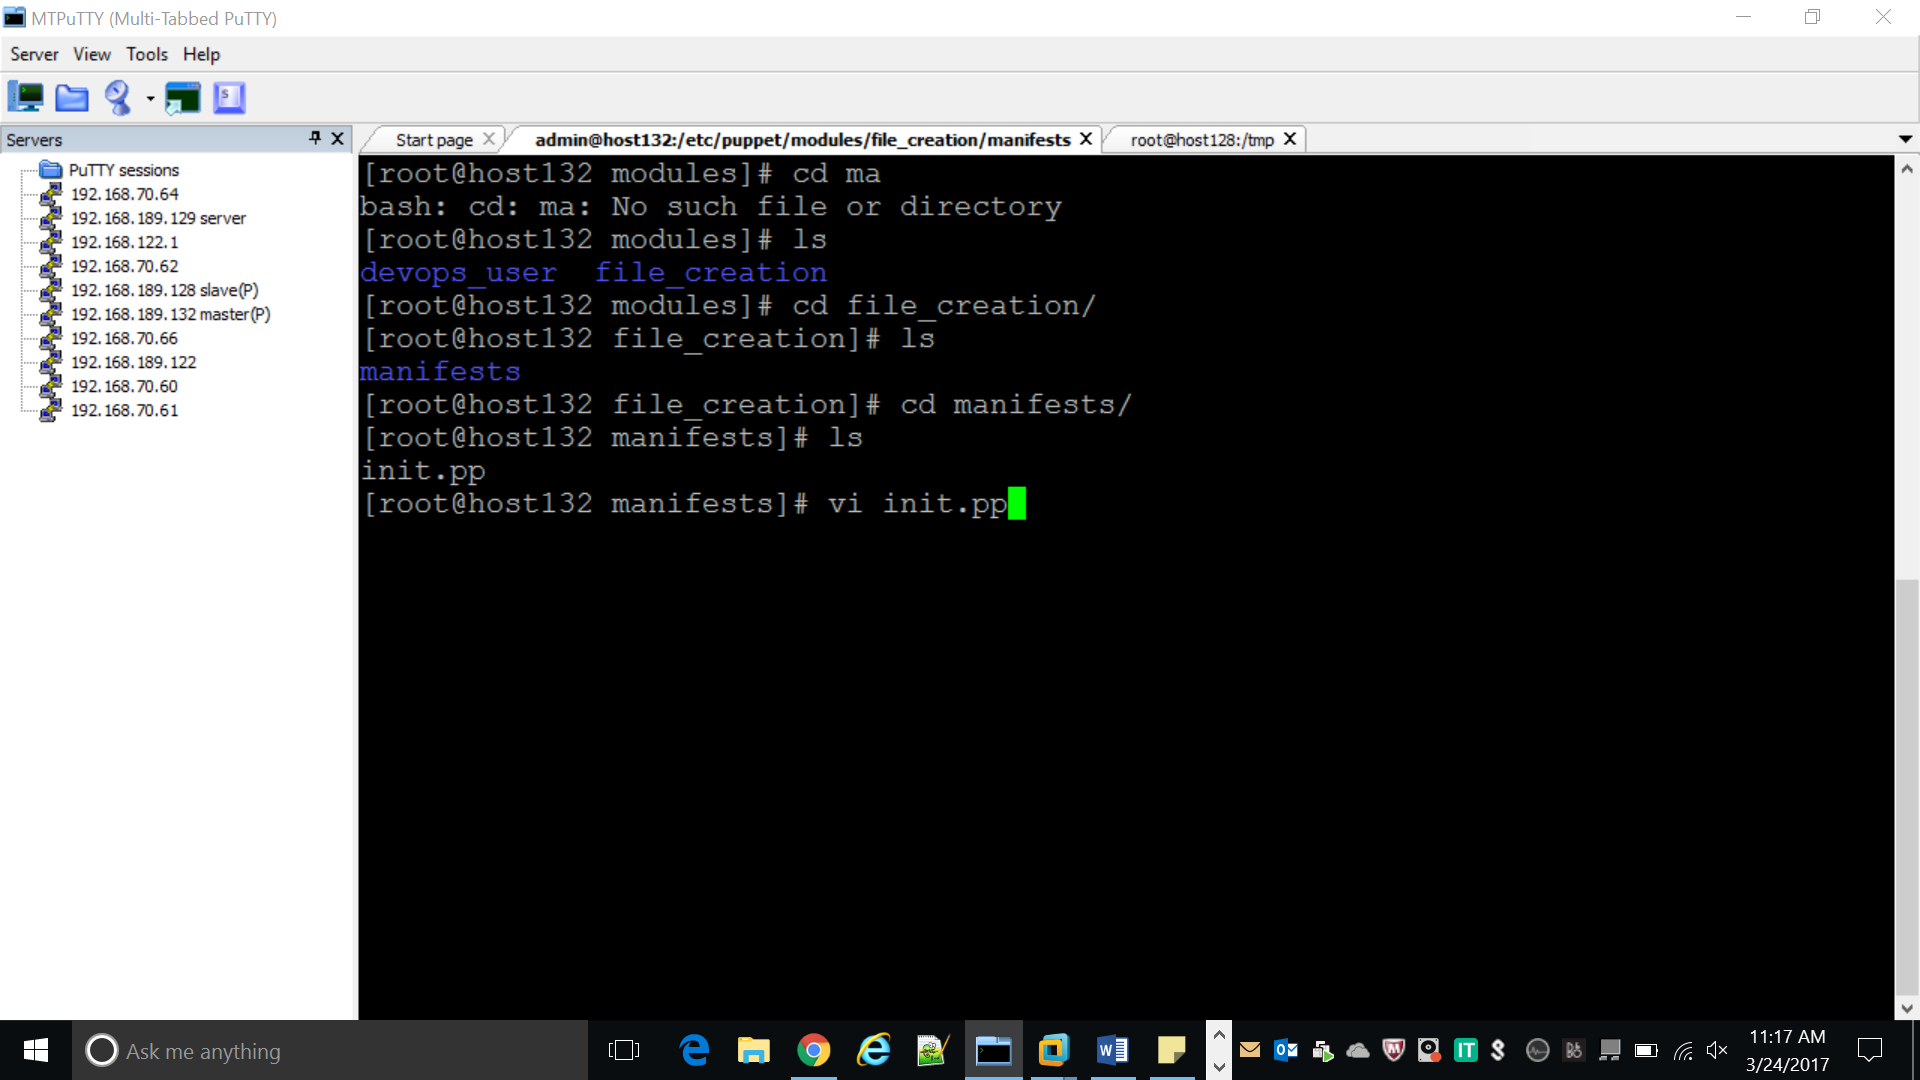 MTPuTTY (Multi-Tabbed PuTTY)
Server View Tools Help
Servers
Start page
admin@host132:/etc/puppet/modules/file_creation/manifests
root@host128:/tmp
PuTTY sessions
192.168.70.64
192.168.189.129 server
192.168.122.1
192.168.70.62
192.168.189.128 slave(P)
192.168.189.132 master(P)
192.168.70.66
192.168.189.122
192.168.70.60
192.168.70.61
[root@host132 modules]# cd ma
bash: cd: ma: No such file or directory
[root@host132 modules]# ls
devops_user  file_creation
[root@host132 modules]# cd file_creation/
[root@host132 file_creation]# ls
manifests
[root@host132 file_creation]# cd manifests/
[root@host132 manifests]# ls
init.pp
[root@host132 manifests]# vi init.pp
Ask me anything
IT
11:17 AM
3/24/2017